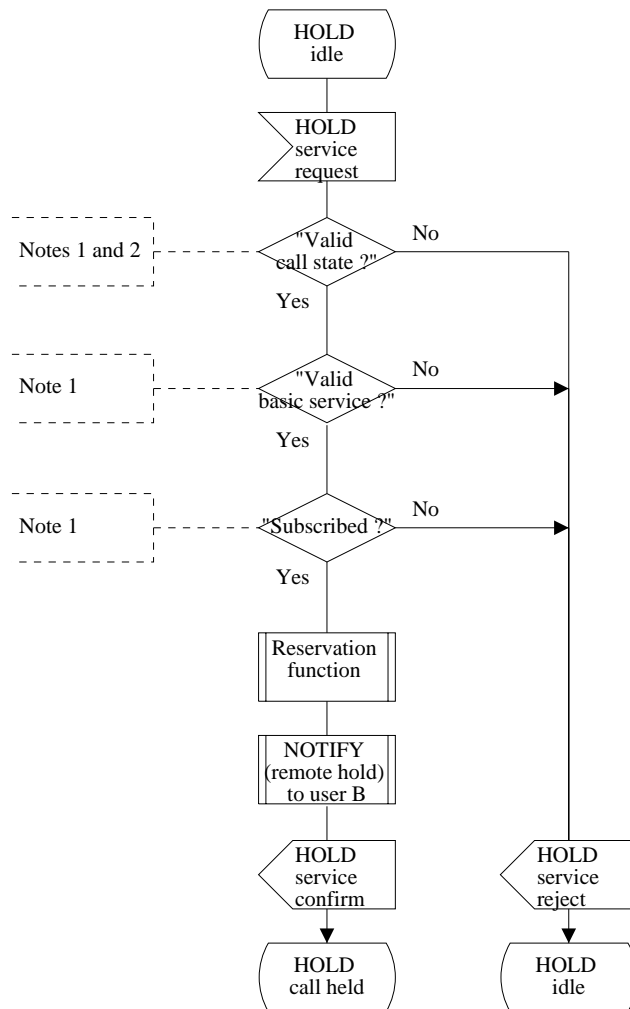 HOLD
idle
HOLD
service
request
Notes 1 and 2
"Valid
call state ?"
No
Yes
Note 1
"Valid
basic service ?"
No
Yes
Note 1
"Subscribed ?"
No
Yes
Reservation
function
NOTIFY
(remote hold)
to user B
HOLD
service
confirm
HOLD
service
reject
HOLD
call held
HOLD
idle